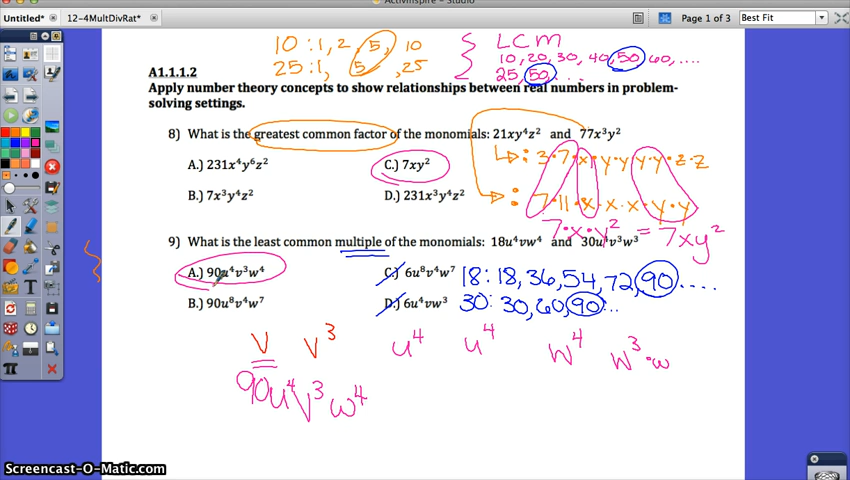 ActivInspire - Studio
Untitled* 12-4MultDivRat* Page 1 of 3 Best Fit
10 : 1, 2, 5, 10
25 : 1, 5, 25
LCM
10, 20, 30, 40, 50, 60, ....
25, 50, ...
A1.1.1.2
Apply number theory concepts to show relationships between real numbers in problem-
solving settings.
8) What is the greatest common factor of the monomials: 21xy⁴z² and 77x³y²
A.) 231x⁴y⁶z² C.) 7xy²
: 3·7·x·y·y·y·y·z·z
B.) 7x³y⁴z² D.) 231x³y⁴z²
: 7·11·x·x·x·y·y
7·x·y² = 7xy²
9) What is the least common multiple of the monomials: 18u⁴vw⁴ and 30u⁴v³w³
A.) 90u⁴v³w⁴ C.) 6u⁸v⁴w⁷
18: 18, 36, 54, 72, 90 ....
B.) 90u⁸v⁴w⁷ D.) 6u⁴vw³
30: 30, 60, 90 ...
v v³ u⁴ u⁴ w⁴ w³·w
90u⁴v³w⁴
Screencast-O-Matic.com